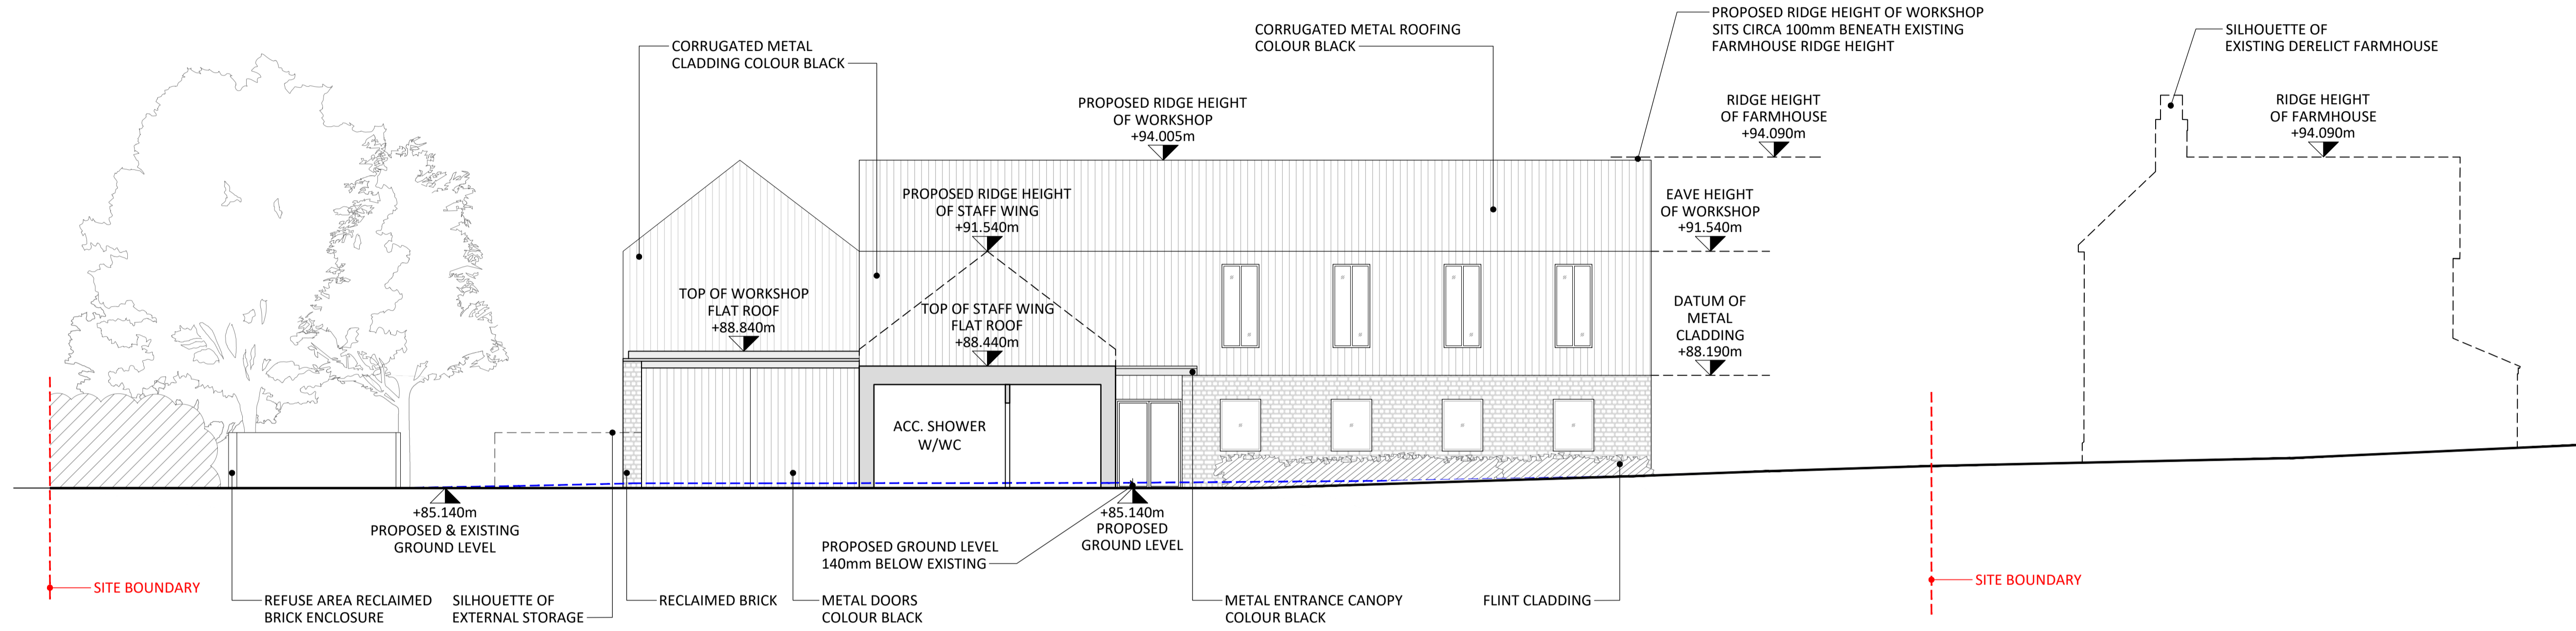 CORRUGATED METAL
CLADDING COLOUR BLACK
CORRUGATED METAL ROOFING
COLOUR BLACK
PROPOSED RIDGE HEIGHT OF WORKSHOP
SITS CIRCA 100mm BENEATH EXISTING
FARMHOUSE RIDGE HEIGHT
SILHOUETTE OF
EXISTING DERELICT FARMHOUSE
PROPOSED RIDGE HEIGHT
OF WORKSHOP
+94.005m
RIDGE HEIGHT
OF FARMHOUSE
+94.090m
RIDGE HEIGHT
OF FARMHOUSE
+94.090m
PROPOSED RIDGE HEIGHT
OF STAFF WING
+91.540m
EAVE HEIGHT
OF WORKSHOP
+91.540m
TOP OF WORKSHOP
FLAT ROOF
+88.840m
TOP OF STAFF WING
FLAT ROOF
+88.440m
DATUM OF
METAL
CLADDING
+88.190m
ACC. SHOWER
W/WC
+85.140m
PROPOSED & EXISTING
GROUND LEVEL
+85.140m
PROPOSED
GROUND LEVEL
PROPOSED GROUND LEVEL
140mm BELOW EXISTING
SITE BOUNDARY
SITE BOUNDARY
REFUSE AREA RECLAIMED
BRICK ENCLOSURE
SILHOUETTE OF
EXTERNAL STORAGE
RECLAIMED BRICK
METAL DOORS
COLOUR BLACK
METAL ENTRANCE CANOPY
COLOUR BLACK
FLINT CLADDING